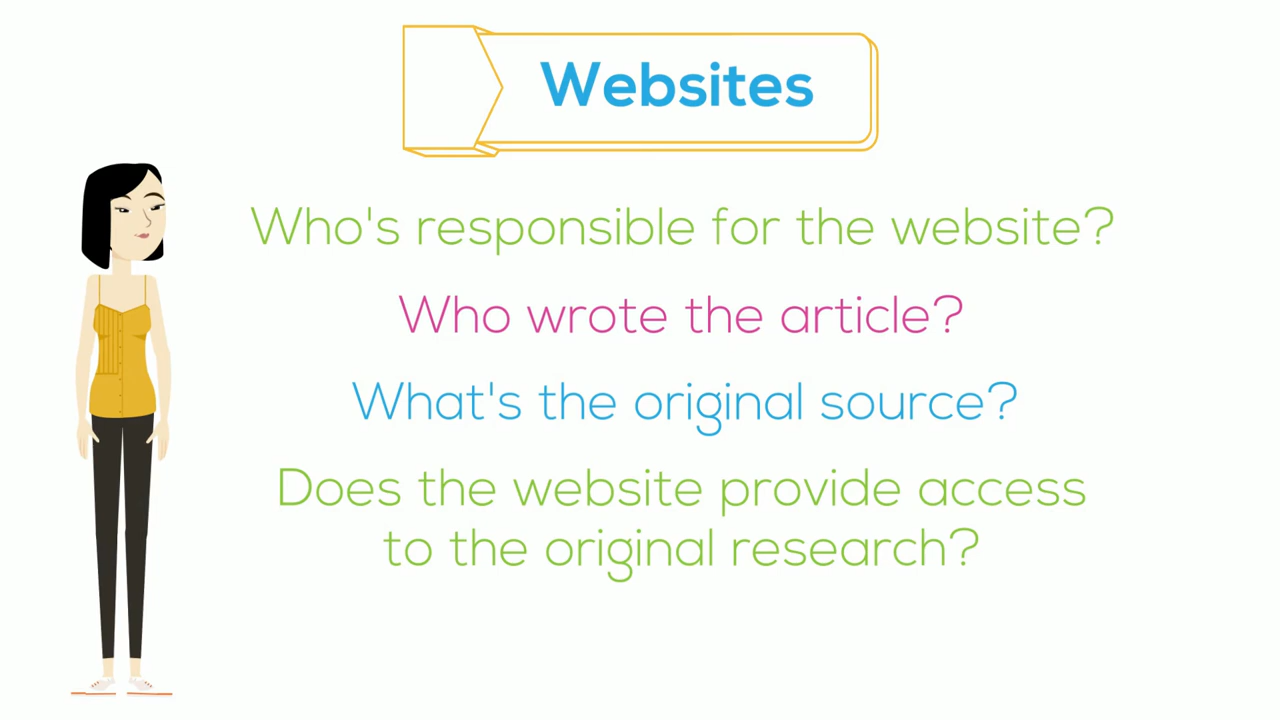 Websites
Who's responsible for the website?
Who wrote the article?
What's the original source?
Does the website provide access
to the original research?